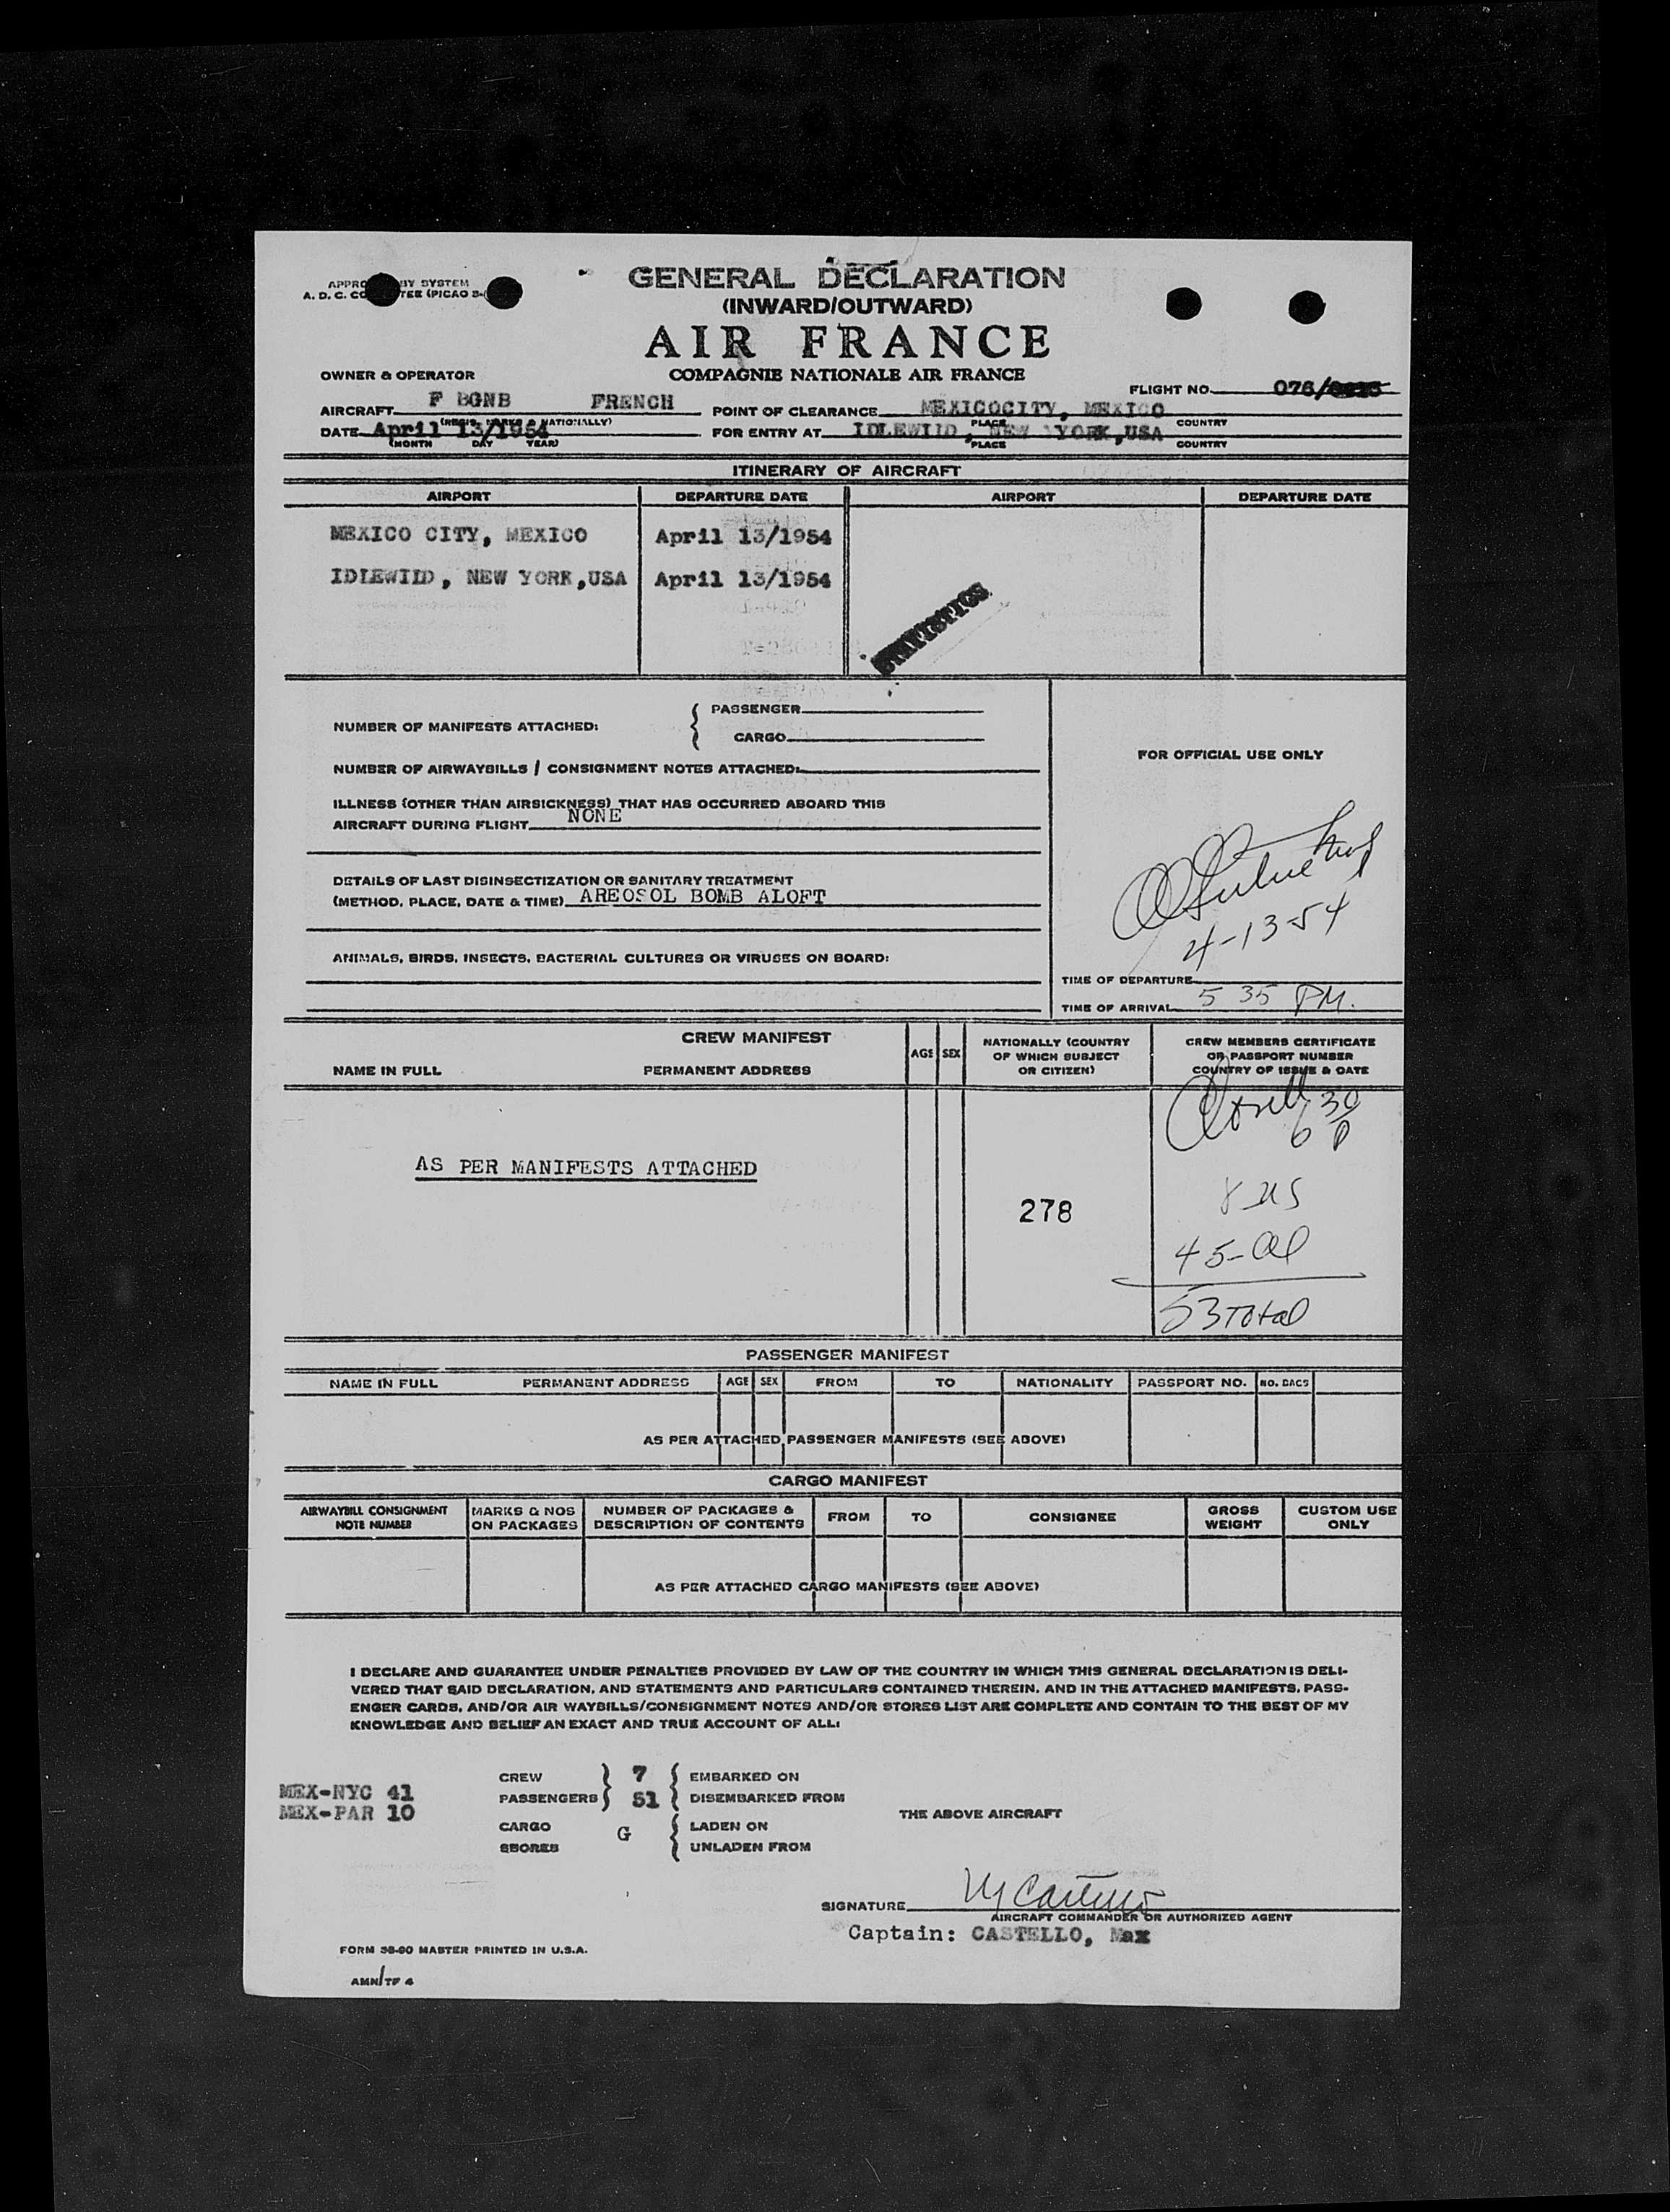 GENERAL DECLARATION
(INWARD/OUTWARD)
AIR FRANCE
COMPAGNIE NATIONALE AIR FRANCE
OWNER & OPERATOR
FLIGHT NO. 076/
AIRCRAFT F BGNB FRENCH
POINT OF CLEARANCE MEXICOCITY, MEXICO
(REGIS. MARKS & NATIONALLY)
PLACE COUNTRY
DATE April 13/1954
FOR ENTRY AT IDLEWILD, NEW YORK,USA
(MONTH DAY YEAR)
PLACE COUNTRY
ITINERARY OF AIRCRAFT
AIRPORT DEPARTURE DATE AIRPORT DEPARTURE DATE
MEXICO CITY, MEXICO April 13/1954
IDLEWILD, NEW YORK,USA April 13/1954
STATISTICS
NUMBER OF MANIFESTS ATTACHED: { PASSENGER
CARGO
FOR OFFICIAL USE ONLY
NUMBER OF AIRWAYBILLS / CONSIGNMENT NOTES ATTACHED:
ILLNESS (OTHER THAN AIRSICKNESS) THAT HAS OCCURRED ABOARD THIS
AIRCRAFT DURING FLIGHT NONE
DETAILS OF LAST DISINSECTIZATION OR SANITARY TREATMENT
(METHOD, PLACE, DATE & TIME) AREOSOL BOMB ALOFT
4-13-54
ANIMALS, BIRDS, INSECTS, BACTERIAL CULTURES OR VIRUSES ON BOARD:
TIME OF DEPARTURE
TIME OF ARRIVAL 5 35 PM.
CREW MANIFEST
NAME IN FULL PERMANENT ADDRESS
AGE SEX
NATIONALLY (COUNTRY
OF WHICH SUBJECT
OR CITIZEN)
CREW MEMBERS CERTIFICATE
OR PASSPORT NUMBER
COUNTRY OF ISSUE & DATE
6 30 P
AS PER MANIFESTS ATTACHED
278
8 US
45-Al
53 Total
PASSENGER MANIFEST
NAME IN FULL PERMANENT ADDRESS AGE SEX FROM TO NATIONALITY PASSPORT NO. NO. BAGS
AS PER ATTACHED PASSENGER MANIFESTS (SEE ABOVE)
CARGO MANIFEST
AIRWAYBILL CONSIGNMENT
NOTE NUMBER
MARKS & NOS
ON PACKAGES
NUMBER OF PACKAGES &
DESCRIPTION OF CONTENTS
FROM TO CONSIGNEE
GROSS
WEIGHT
CUSTOM USE
ONLY
AS PER ATTACHED CARGO MANIFESTS (SEE ABOVE)
I DECLARE AND GUARANTEE UNDER PENALTIES PROVIDED BY LAW OF THE COUNTRY IN WHICH THIS GENERAL DECLARATION IS DELI-
VERED THAT SAID DECLARATION, AND STATEMENTS AND PARTICULARS CONTAINED THEREIN, AND IN THE ATTACHED MANIFESTS, PASS-
ENGER CARDS, AND/OR AIR WAYBILLS/CONSIGNMENT NOTES AND/OR STORES LIST ARE COMPLETE AND CONTAIN TO THE BEST OF MY
KNOWLEDGE AND BELIEF AN EXACT AND TRUE ACCOUNT OF ALL:
MEX-NYC 41
MEX-PAR 10
CREW 7 EMBARKED ON
PASSENGERS 51 DISEMBARKED FROM
THE ABOVE AIRCRAFT
CARGO G LADEN ON
UNLADEN FROM
SIGNATURE M Castello
AIRCRAFT COMMANDER OR AUTHORIZED AGENT
Captain: CASTELLO, Max
FORM 38-90 MASTER PRINTED IN U.S.A.
AMN/TF 4